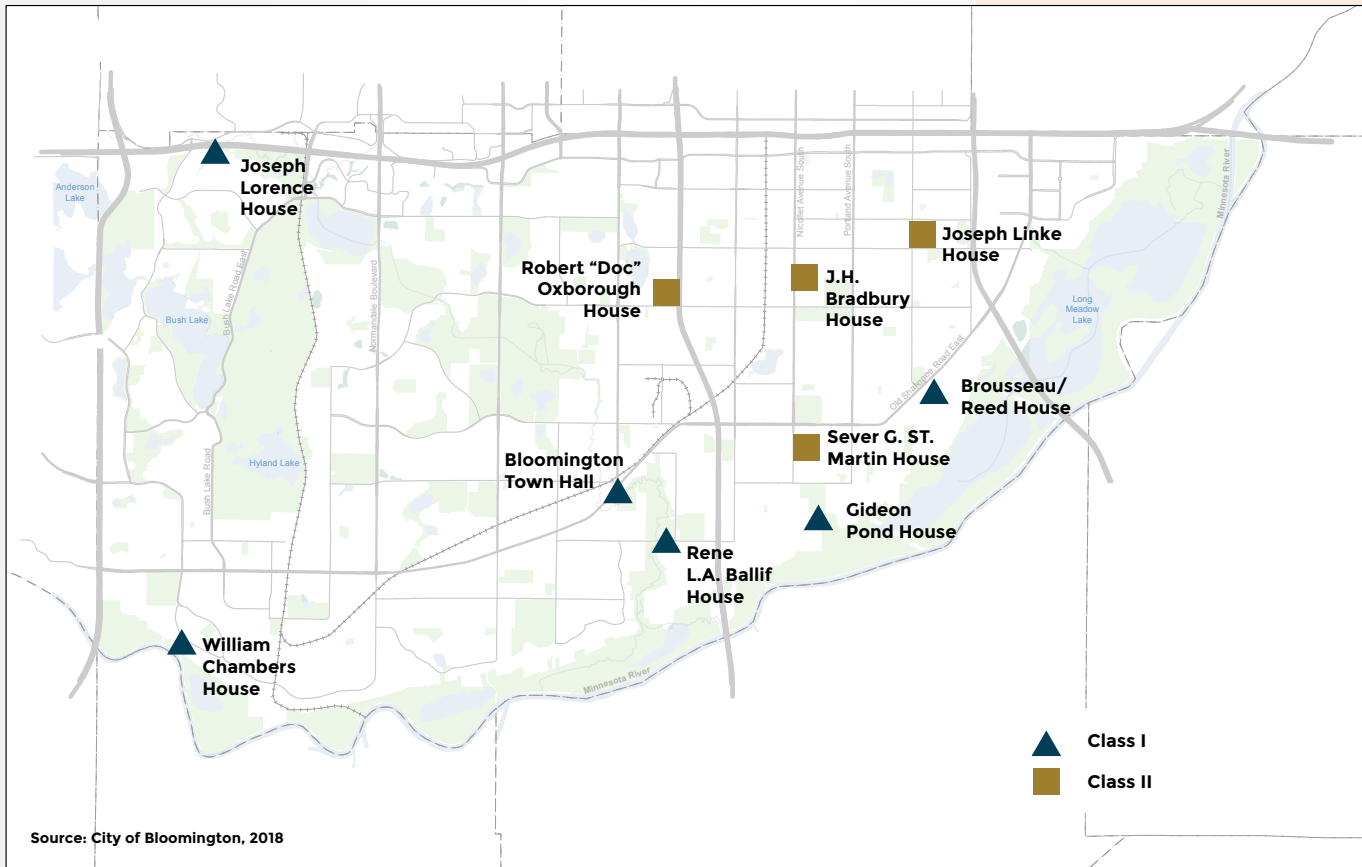 Joseph
Lorence
House
Anderson
Lake
Minnesota River
Nicollet Avenue South
Portland Avenue South
Joseph Linke
House
Robert “Doc”
Oxborough
House
J.H.
Bradbury
House
Bush Lake Road East
Bush Lake
Normandale Boulevard
Long
Meadow
Lake
Old Shakopee Road East
Brousseau/
Reed House
Sever G. ST.
Martin House
Bloomington
Town Hall
Hyland Lake
Bush Lake Road
Gideon
Pond House
Rene
L.A. Ballif
House
William
Chambers
House
Minnesota River
Class I
Class II
Source: City of Bloomington, 2018